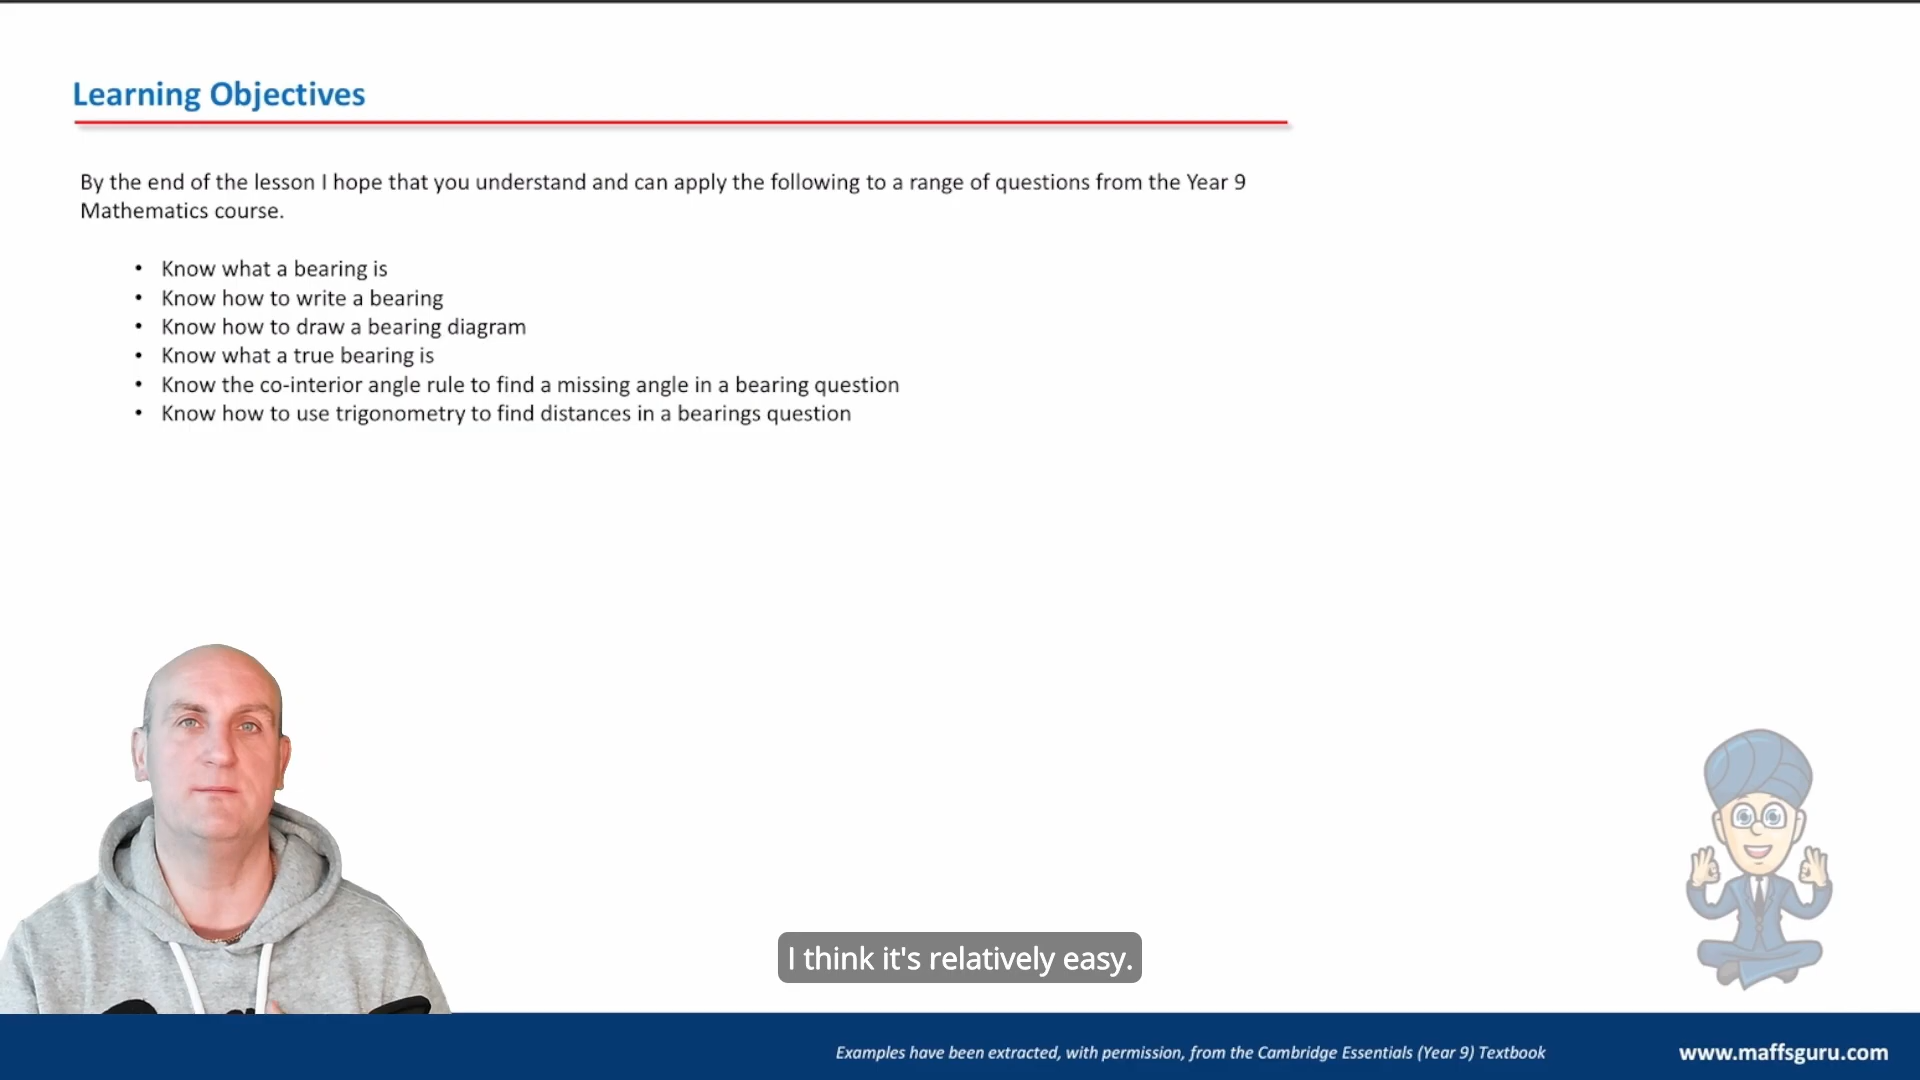 Learning Objectives
By the end of the lesson I hope that you understand and can apply the following to a range of questions from the Year 9
Mathematics course.
• Know what a bearing is
• Know how to write a bearing
• Know how to draw a bearing diagram
• Know what a true bearing is
• Know the co-interior angle rule to find a missing angle in a bearing question
• Know how to use trigonometry to find distances in a bearings question
I think it's relatively easy.
Examples have been extracted, with permission, from the Cambridge Essentials (Year 9) Textbook
www.maffsguru.com